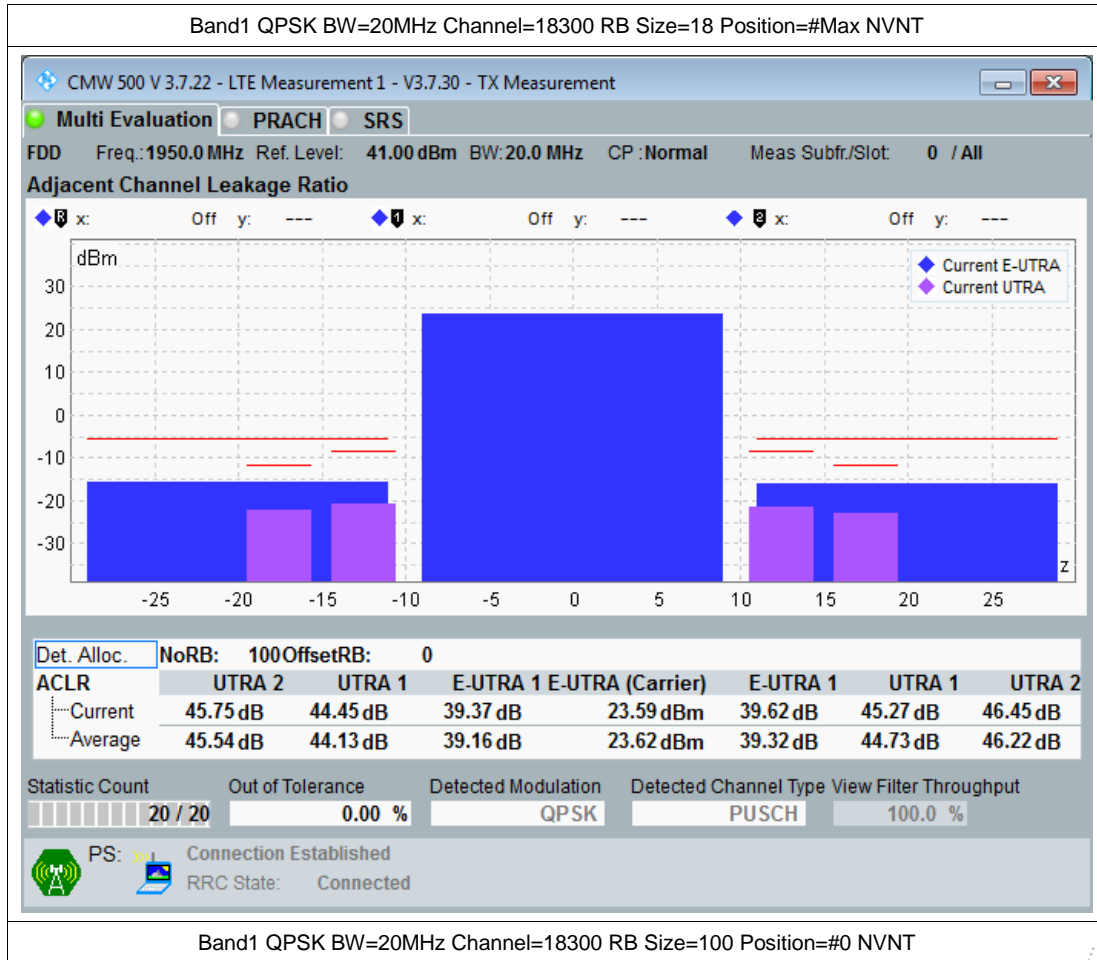 Band1 QPSK BW=20MHz Channel=18300 RB Size=18 Position=#Max NVNT
CMW 500 V 3.7.22 - LTE Measurement 1 - V3.7.30 - TX Measurement
Multi Evaluation PRACH SRS
FDD Freq.:1950.0 MHz Ref. Level: 41.00 dBm BW:20.0 MHz CP :Normal Meas Subfr./Slot: 0 / All
Adjacent Channel Leakage Ratio
R x: Off y: --- 1 x: Off y: --- 2 x: Off y: ---
dBm
Current E-UTRA
Current UTRA
30
20
10
0
-10
-20
-30
z
-25 -20 -15 -10 -5 0 5 10 15 20 25
Det. Alloc. NoRB: 100 OffsetRB: 0
ACLR UTRA 2 UTRA 1 E-UTRA 1 E-UTRA (Carrier) E-UTRA 1 UTRA 1 UTRA 2
Current 45.75 dB 44.45 dB 39.37 dB 23.59 dBm 39.62 dB 45.27 dB 46.45 dB
Average 45.54 dB 44.13 dB 39.16 dB 23.62 dBm 39.32 dB 44.73 dB 46.22 dB
Statistic Count Out of Tolerance Detected Modulation Detected Channel Type View Filter Throughput
20 / 20 0.00 % QPSK PUSCH 100.0 %
PS: Connection Established
RRC State: Connected
Band1 QPSK BW=20MHz Channel=18300 RB Size=100 Position=#0 NVNT